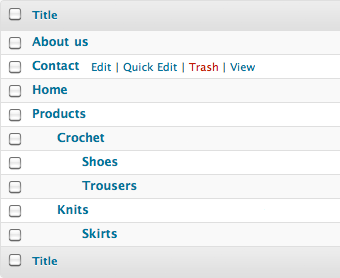 Title
About us
Contact Edit | Quick Edit | Trash | View
Home
Products
Crochet
Shoes
Trousers
Knits
Skirts
Title